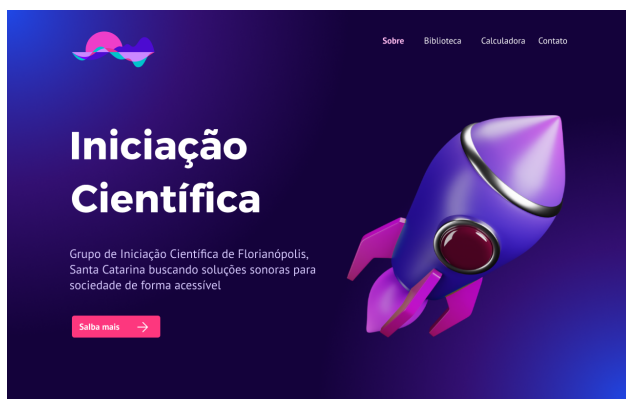 Sobre Biblioteca Calculadora Contato
Iniciação
Científica
Grupo de Iniciação Científica de Florianópolis,
Santa Catarina buscando soluções sonoras para
sociedade de forma acessível
Salba mais